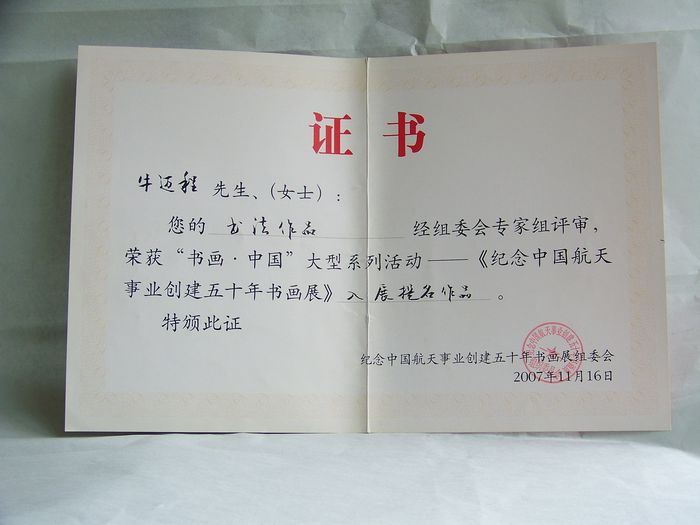 证书
牛迈程 先生、（女士）：
您的 书法作品 经组委会专家组评审，
荣获“书画·中国”大型系列活动——《纪念中国航天
事业创建五十年书画展》入展提名作品。
特颁此证
纪念中国航天事业创建五十年书画展组委会
2007年11月16日